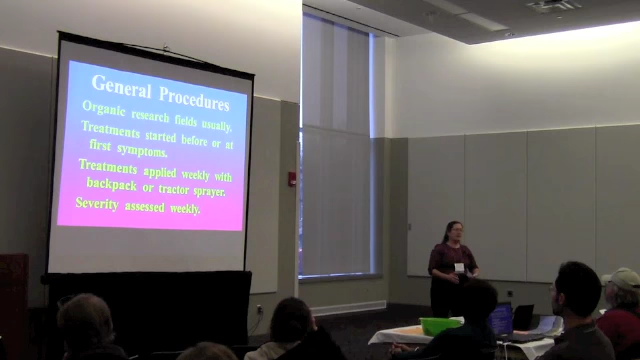 General Procedures
Organic research fields usually.
Treatments started before or at
first symptoms.
Treatments applied weekly with
backpack or tractor sprayer.
Severity assessed weekly.